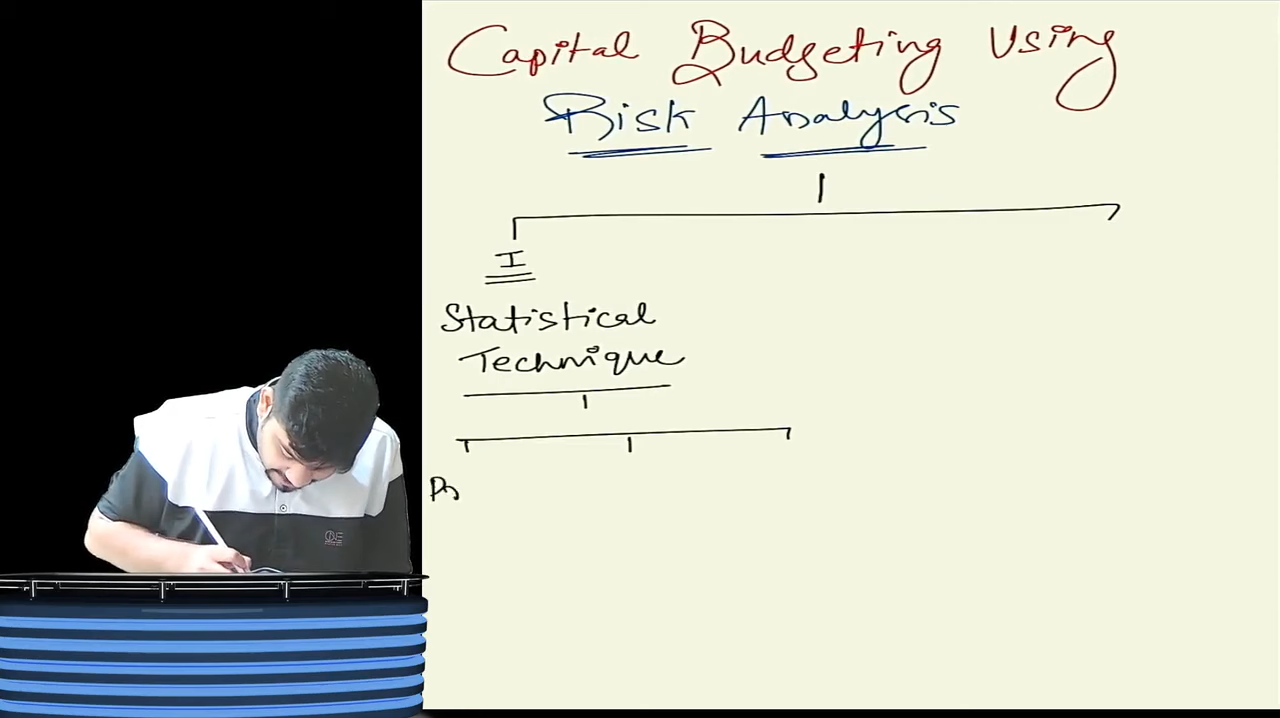 Capital Budgeting Using
Risk Analysis
I
Statistical
Technique